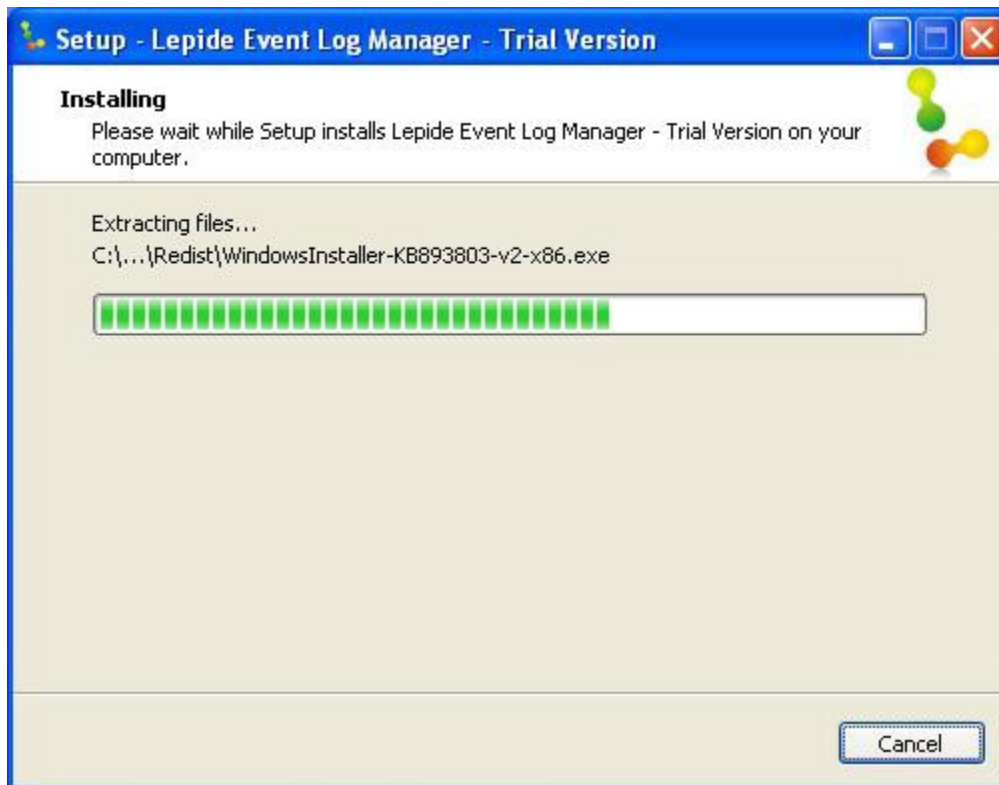 Setup - Lepide Event Log Manager - Trial Version
Installing
Please wait while Setup installs Lepide Event Log Manager - Trial Version on your
computer.
Extracting files...
C:\...\Redist\WindowsInstaller-KB893803-v2-x86.exe
Cancel